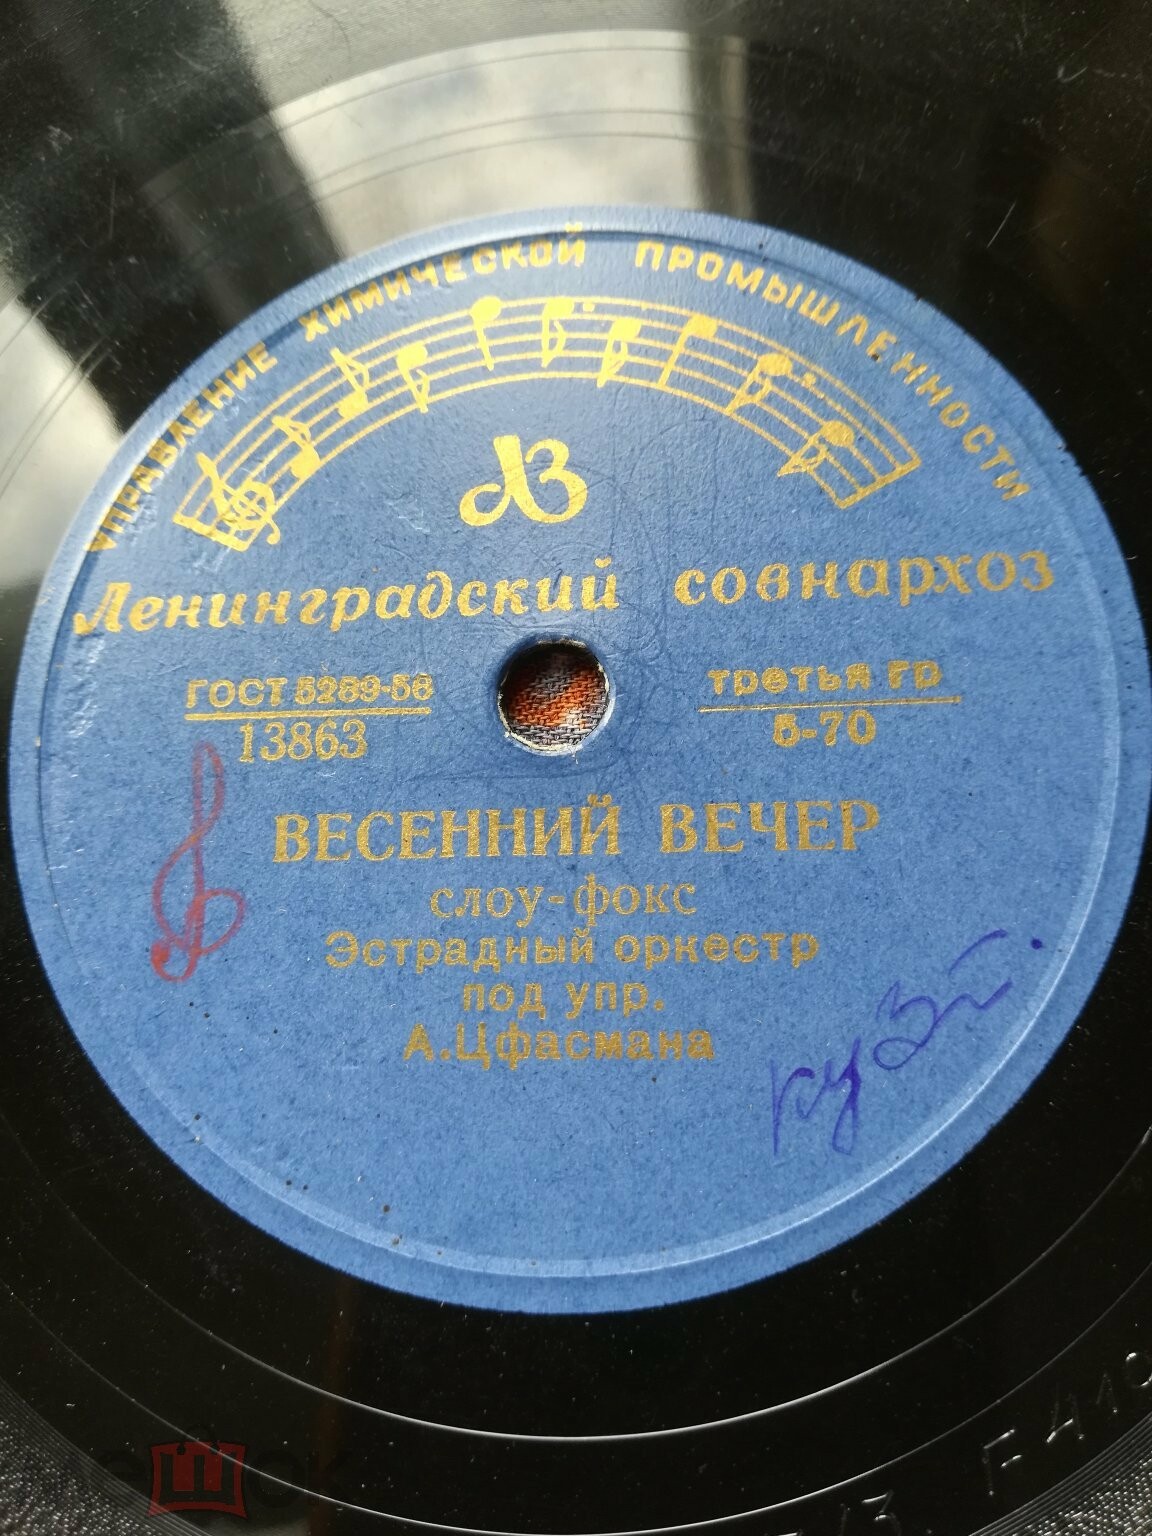 УПРАВЛЕНИЕ ХИМИЧЕСКОЙ ПРОМЫШЛЕННОСТИ
ЛЗ
Ленинградский совнархоз
ГОСТ 5289-56
третья гр
13863
5-70
ВЕСЕННИЙ ВЕЧЕР
слоу-фокс
Эстрадный оркестр
под упр.
А.Цфасмана